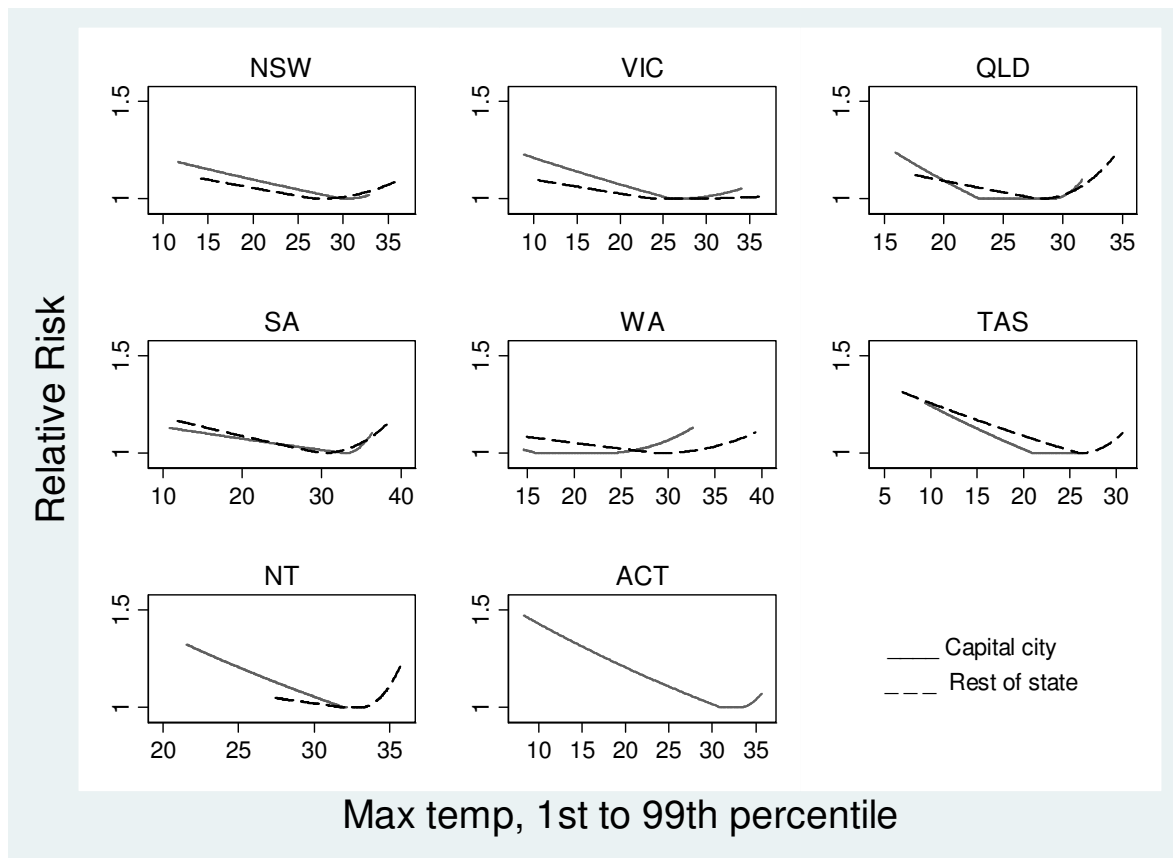 NSW
1.5
1
10 15 20 25 30 35
VIC
1.5
1
10 15 20 25 30 35
QLD
1.5
1
15 20 25 30 35
SA
1.5
1
10 20 30 40
WA
1.5
1
15 20 25 30 35 40
TAS
1.5
1
5 10 15 20 25 30
NT
1.5
1
20 25 30 35
ACT
1.5
1
10 15 20 25 30 35
Capital city
Rest of state
Relative Risk
Max temp, 1st to 99th percentile